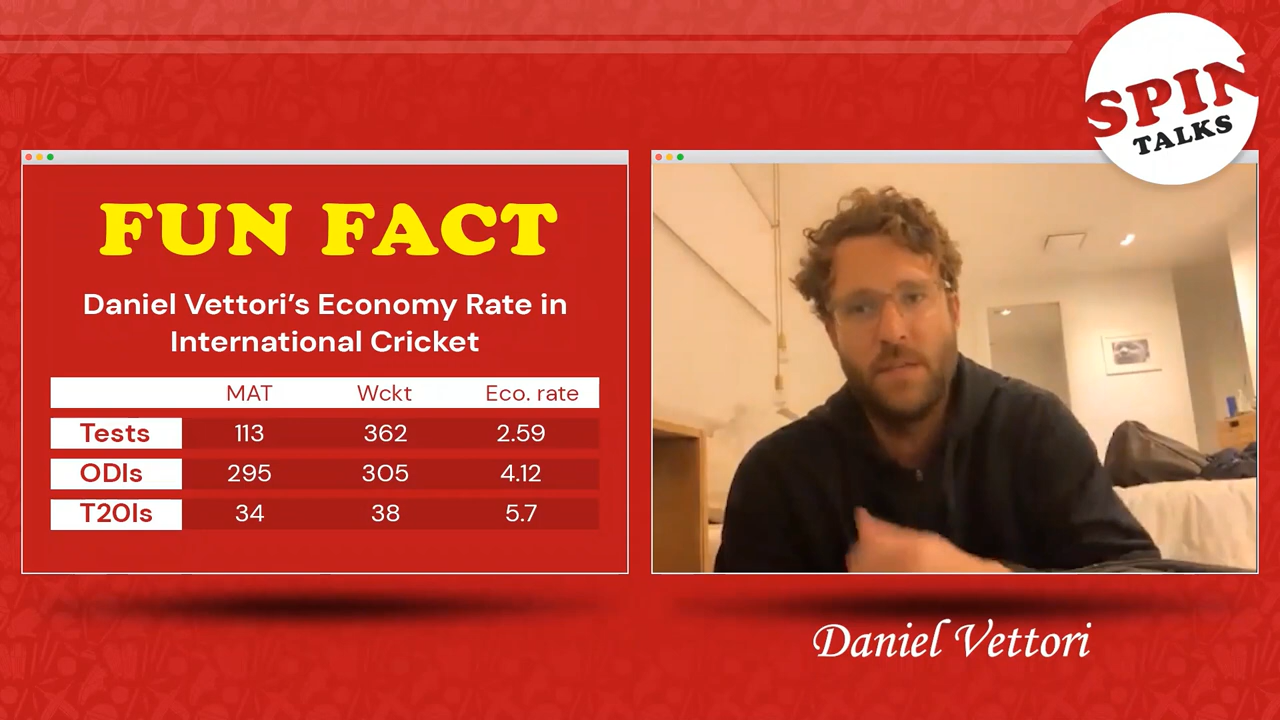 SPIN
TALKS
FUN FACT
Daniel Vettori’s Economy Rate in
International Cricket
MAT Wckt Eco. rate
Tests 113 362 2.59
ODIs 295 305 4.12
T20Is 34 38 5.7
Daniel Vettori